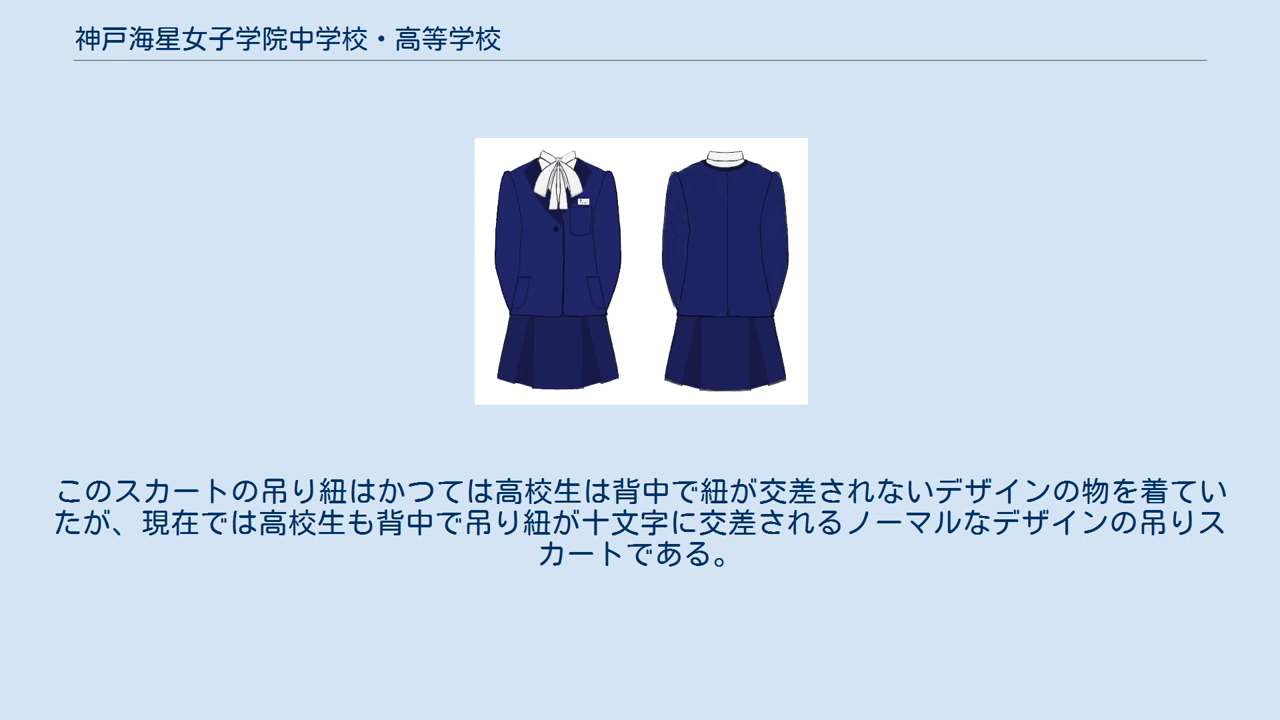 神戸海星女子学院中学校・高等学校
このスカートの吊り紐はかつては高校生は背中で紐が交差されないデザインの物を着てい
たが、現在では高校生も背中で吊り紐が十文字に交差されるノーマルなデザインの吊りス
カートである。